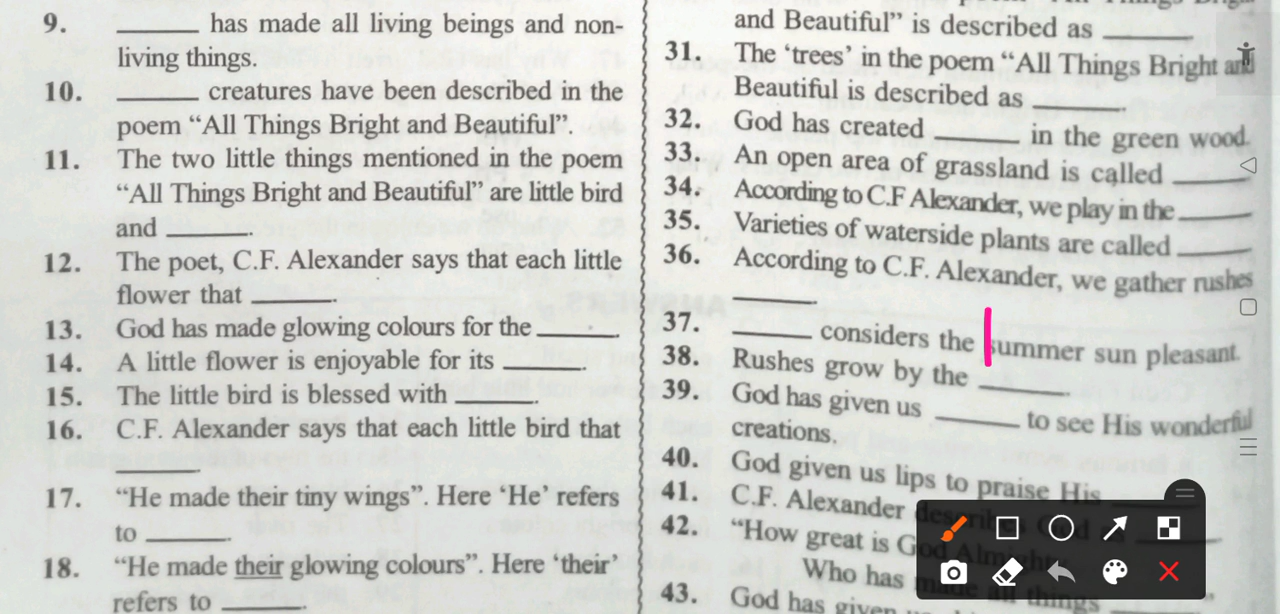 9. ______ has made all living beings and non-
living things.
10. ______ creatures have been described in the
poem “All Things Bright and Beautiful”.
11. The two little things mentioned in the poem
“All Things Bright and Beautiful” are little bird
and ______.
12. The poet, C.F. Alexander says that each little
flower that ______.
13. God has made glowing colours for the ______.
14. A little flower is enjoyable for its ______.
15. The little bird is blessed with ______.
16. C.F. Alexander says that each little bird that
______.
17. “He made their tiny wings”. Here ‘He’ refers
to ______.
18. “He made their glowing colours”. Here ‘their’
refers to ______.
and Beautiful” is described as ______
31. The ‘trees’ in the poem “All Things Bright and
Beautiful is described as ______.
32. God has created ______ in the green wood.
33. An open area of grassland is called ______
34. According to C.F Alexander, we play in the ______
35. Varieties of waterside plants are called ______
36. According to C.F. Alexander, we gather rushes
______.
37. ______ considers the summer sun pleasant.
38. Rushes grow by the ______.
39. God has given us ______ to see His wonderful
creations.
40. God given us lips to praise His ______
41. C.F. Alexander describes God as ______.
42. “How great is God Almighty
Who has made all things ______”
43. God has given